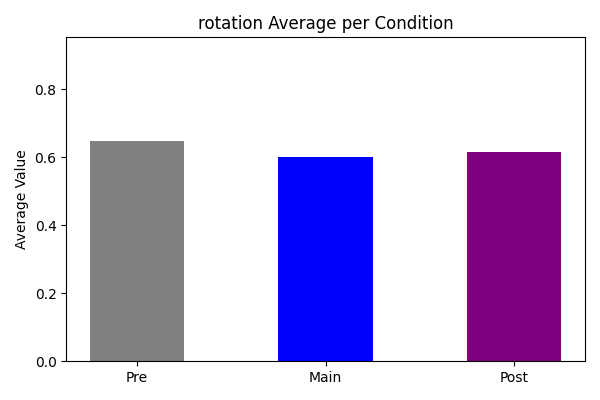 rotation Average per Condition
Average Value
0.8
0.6
0.4
0.2
0.0
Pre
Main
Post